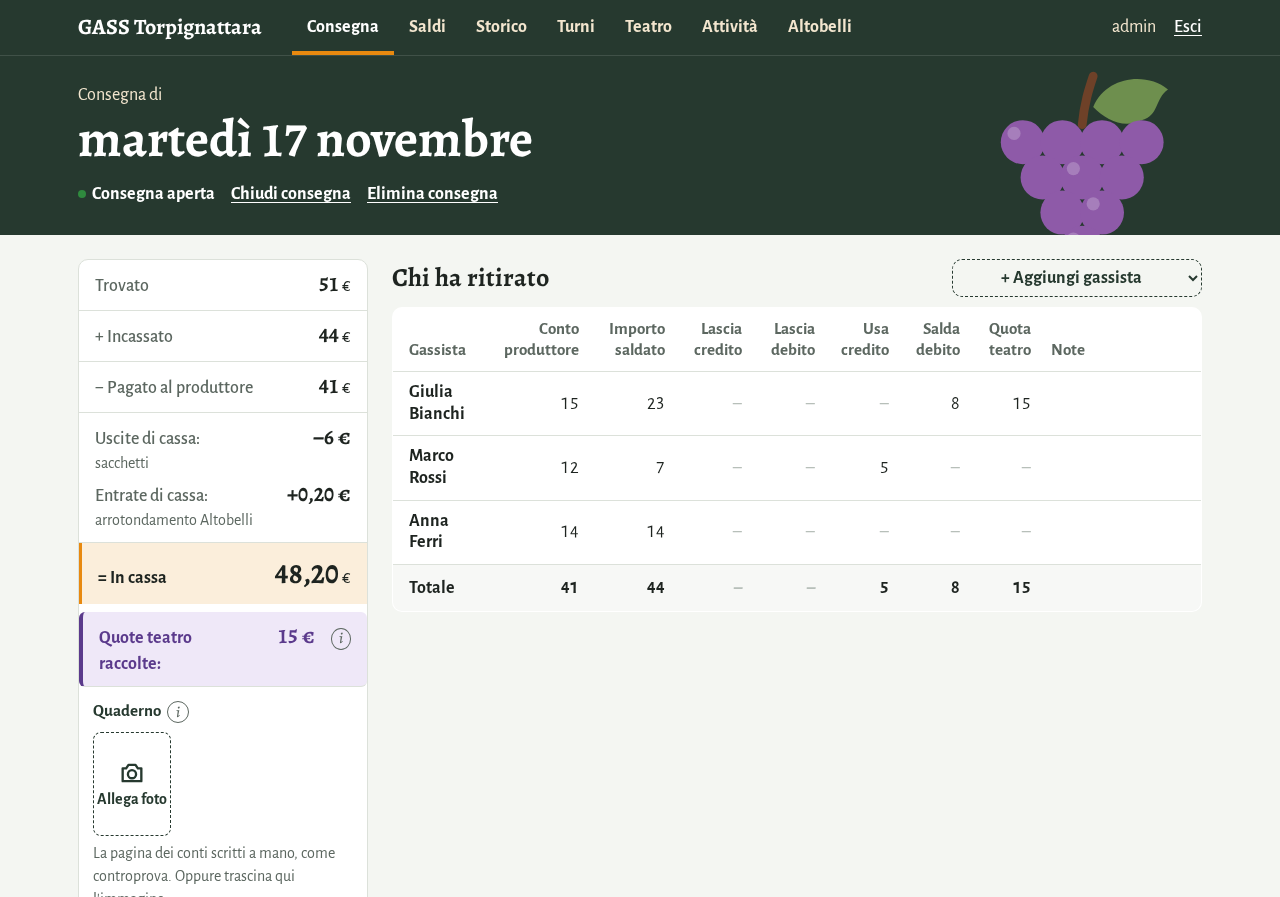 GASS Torpignattara Consegna Saldi Storico Turni Teatro Attività Altobelli admin Esci
Consegna di
martedì 17 novembre
Consegna aperta Chiudi consegna Elimina consegna
Trovato 51 €
+ Incassato 44 €
− Pagato al produttore 41 €
Uscite di cassa: −6 €
sacchetti
Entrate di cassa: +0,20 €
arrotondamento Altobelli
= In cassa 48,20 €
Quote teatro raccolte: 15 € i
Quaderno i
Allega foto
La pagina dei conti scritti a mano, come
controprova. Oppure trascina qui
Chi ha ritirato + Aggiungi gassista
Gassista Conto produttore Importo saldato Lascia credito Lascia debito Usa credito Salda debito Quota teatro Note
Giulia Bianchi 15 23 – – – 8 15
Marco Rossi 12 7 – – 5 – –
Anna Ferri 14 14 – – – – –
Totale 41 44 – – 5 8 15